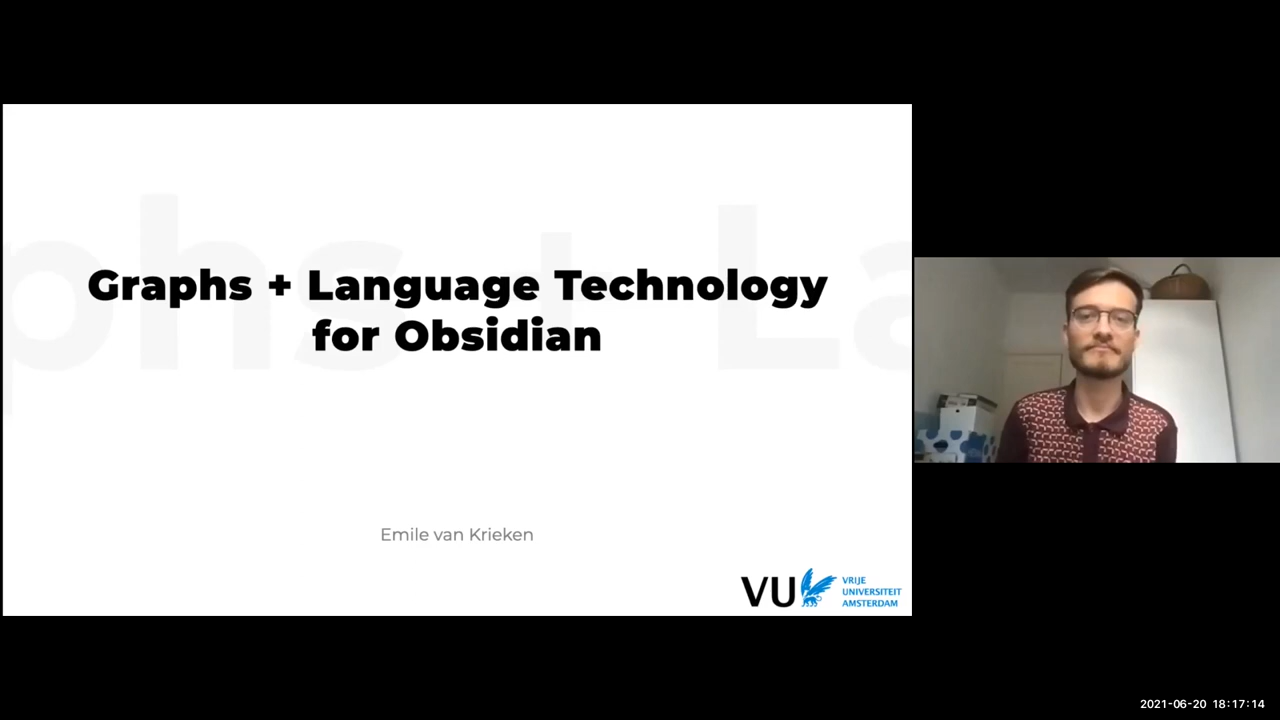 Graphs + Language Technology
for Obsidian
Emile van Krieken
VU
VRIJE
UNIVERSITEIT
AMSTERDAM
2021-06-20 18:17:14